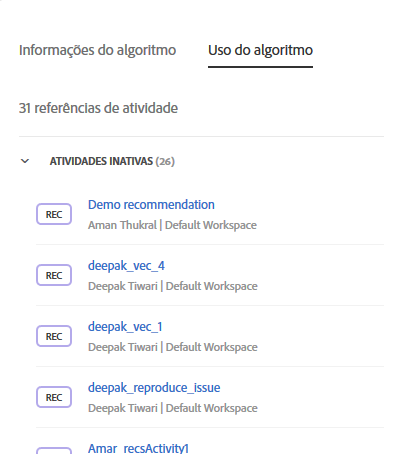 Informações do algoritmo Uso do algoritmo
31 referências de atividade
ATIVIDADES INATIVAS (26)
REC Demo recommendation
Aman Thukral | Default Workspace
REC deepak_vec_4
Deepak Tiwari | Default Workspace
REC deepak_vec_1
Deepak Tiwari | Default Workspace
REC deepak_reproduce_issue
Deepak Tiwari | Default Workspace
Amar_recsActivity1